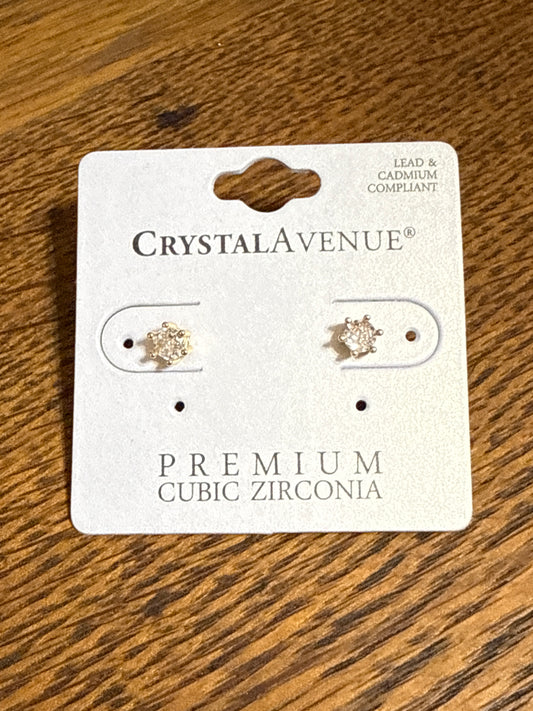 LEAD &
CADMIUM
COMPLIANT
CRYSTALAVENUE®
PREMIUM
CUBIC ZIRCONIA